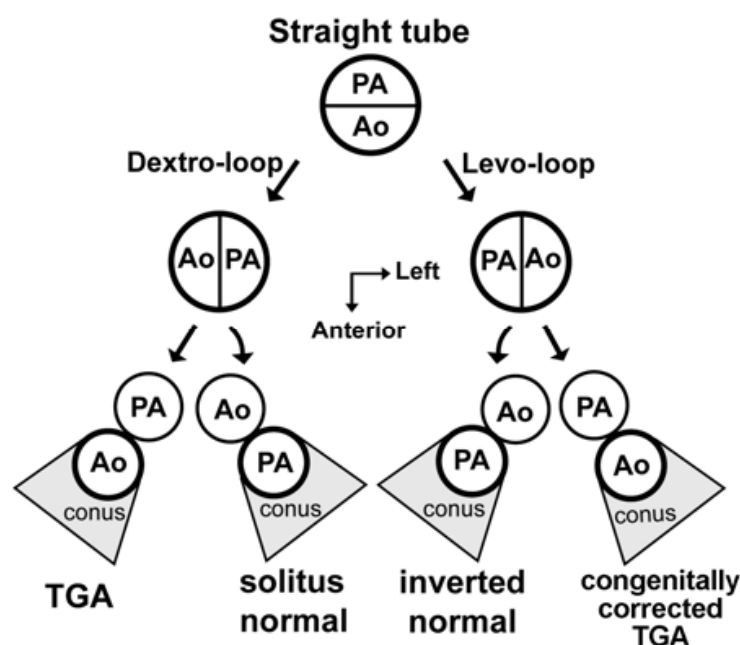 Straight tube
PA
Ao
Dextro-loop
Levo-loop
Ao PA
PA Ao
Left
Anterior
PA
Ao
Ao
PA
Ao
PA
PA
Ao
conus
conus
conus
conus
TGA
solitus
normal
inverted
normal
congenitally
corrected
TGA